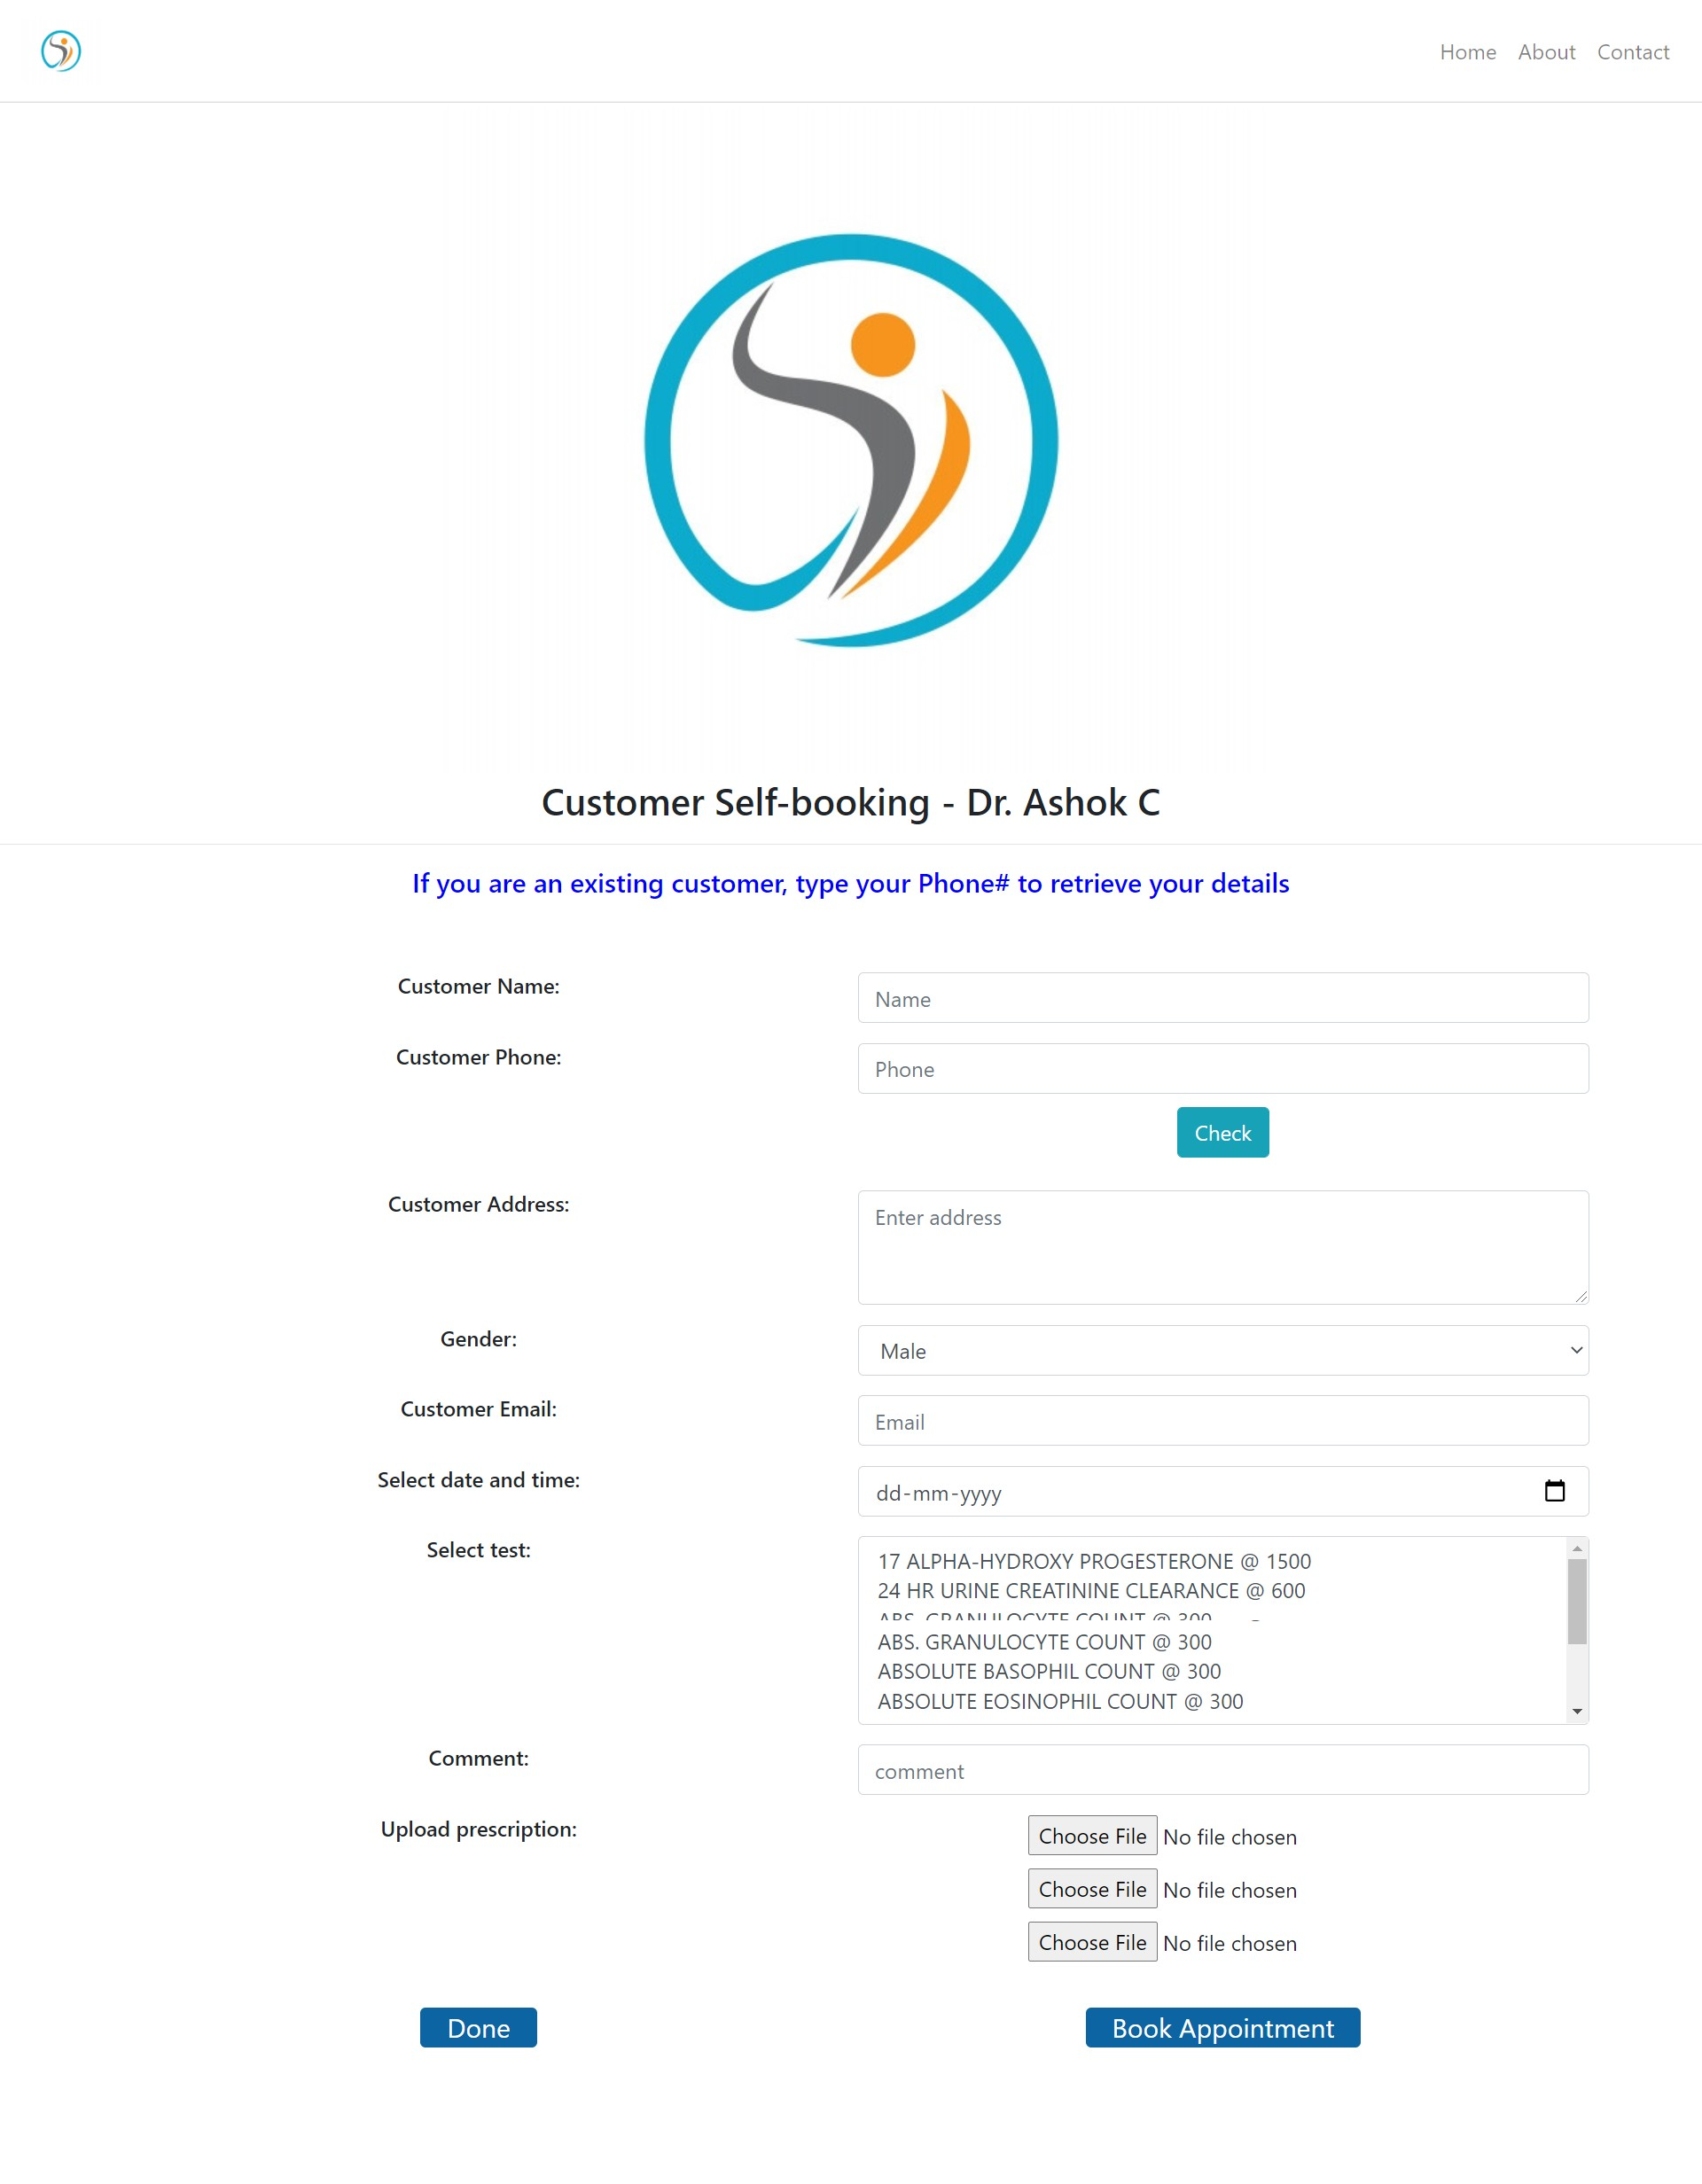 Home About Contact
Customer Self-booking - Dr. Ashok C
If you are an existing customer, type your Phone# to retrieve your details
Customer Name: Name
Customer Phone: Phone
Check
Customer Address: Enter address
Gender: Male
Customer Email: Email
Select date and time: dd-mm-yyyy
Select test: 17 ALPHA-HYDROXY PROGESTERONE @ 1500
24 HR URINE CREATININE CLEARANCE @ 600
ABS. GRANULOCYTE COUNT @ 300
ABS. GRANULOCYTE COUNT @ 300
ABSOLUTE BASOPHIL COUNT @ 300
ABSOLUTE EOSINOPHIL COUNT @ 300
Comment: comment
Upload prescription: Choose File No file chosen
Choose File No file chosen
Choose File No file chosen
Done Book Appointment